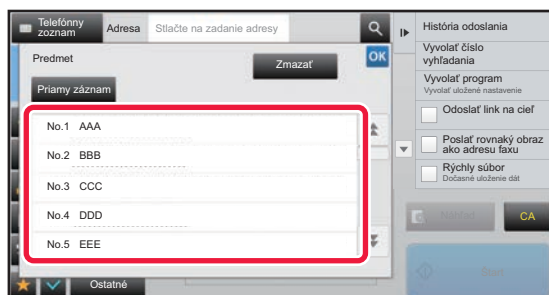 Telefónny
zoznam
Adresa
Stlačte na zadanie adresy
Predmet
Zmazať
OK
Priamy záznam
No.1 AAA
No.2 BBB
No.3 CCC
No.4 DDD
No.5 EEE
Ostatné
História odoslania
Vyvolať číslo
vyhľadania
Vyvolať program
Vyvolať uložené nastavenie
Odoslať link na cieľ
Poslať rovnaký obraz
ako adresu faxu
Rýchly súbor
Dočasné uloženie dát
CA